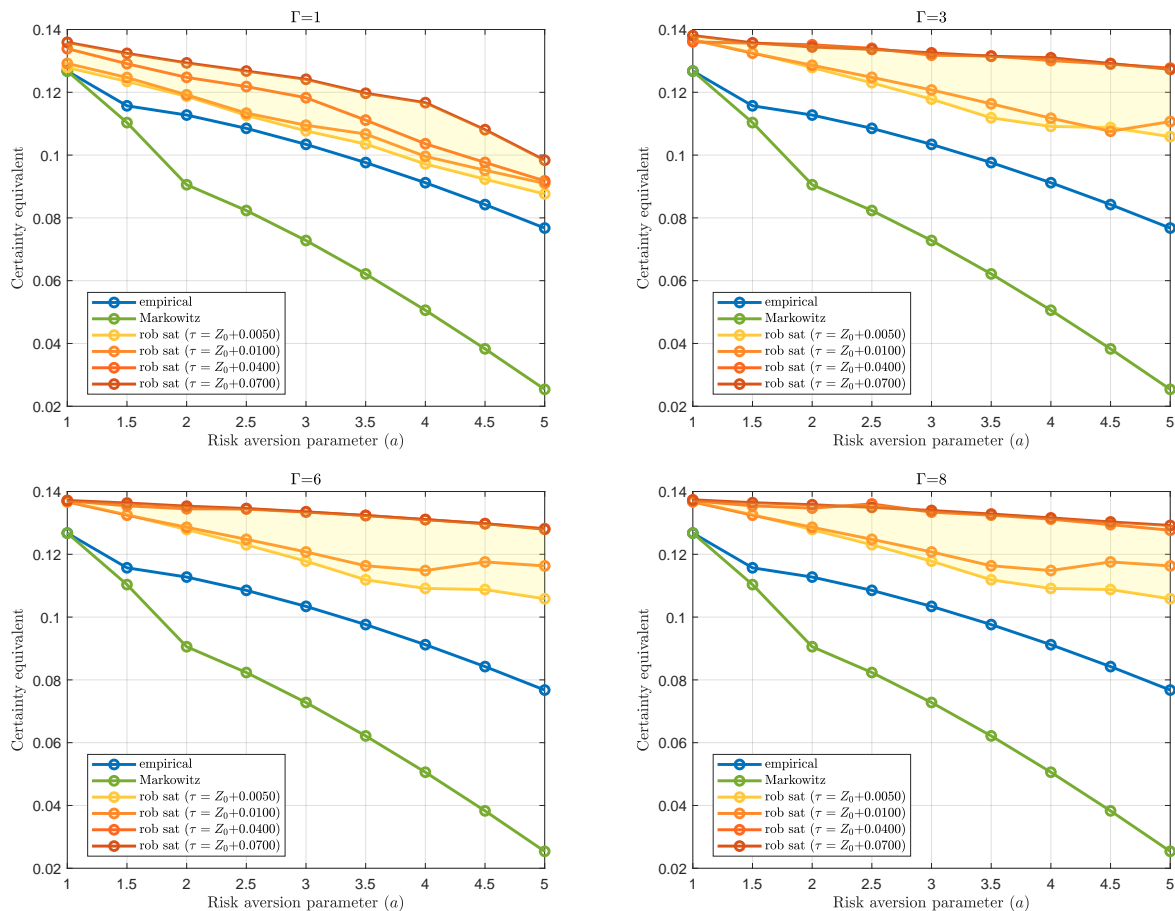 Γ=1
Certainty equivalent
0.14
0.12
0.1
0.08
0.06
0.04
0.02
empirical
Markowitz
rob sat (τ = Z₀+0.0050)
rob sat (τ = Z₀+0.0100)
rob sat (τ = Z₀+0.0400)
rob sat (τ = Z₀+0.0700)
1 1.5 2 2.5 3 3.5 4 4.5 5
Risk aversion parameter (a)
Γ=3
Certainty equivalent
0.14
0.12
0.1
0.08
0.06
0.04
0.02
empirical
Markowitz
rob sat (τ = Z₀+0.0050)
rob sat (τ = Z₀+0.0100)
rob sat (τ = Z₀+0.0400)
rob sat (τ = Z₀+0.0700)
1 1.5 2 2.5 3 3.5 4 4.5 5
Risk aversion parameter (a)
Γ=6
Certainty equivalent
0.14
0.12
0.1
0.08
0.06
0.04
0.02
empirical
Markowitz
rob sat (τ = Z₀+0.0050)
rob sat (τ = Z₀+0.0100)
rob sat (τ = Z₀+0.0400)
rob sat (τ = Z₀+0.0700)
1 1.5 2 2.5 3 3.5 4 4.5 5
Risk aversion parameter (a)
Γ=8
Certainty equivalent
0.14
0.12
0.1
0.08
0.06
0.04
0.02
empirical
Markowitz
rob sat (τ = Z₀+0.0050)
rob sat (τ = Z₀+0.0100)
rob sat (τ = Z₀+0.0400)
rob sat (τ = Z₀+0.0700)
1 1.5 2 2.5 3 3.5 4 4.5 5
Risk aversion parameter (a)